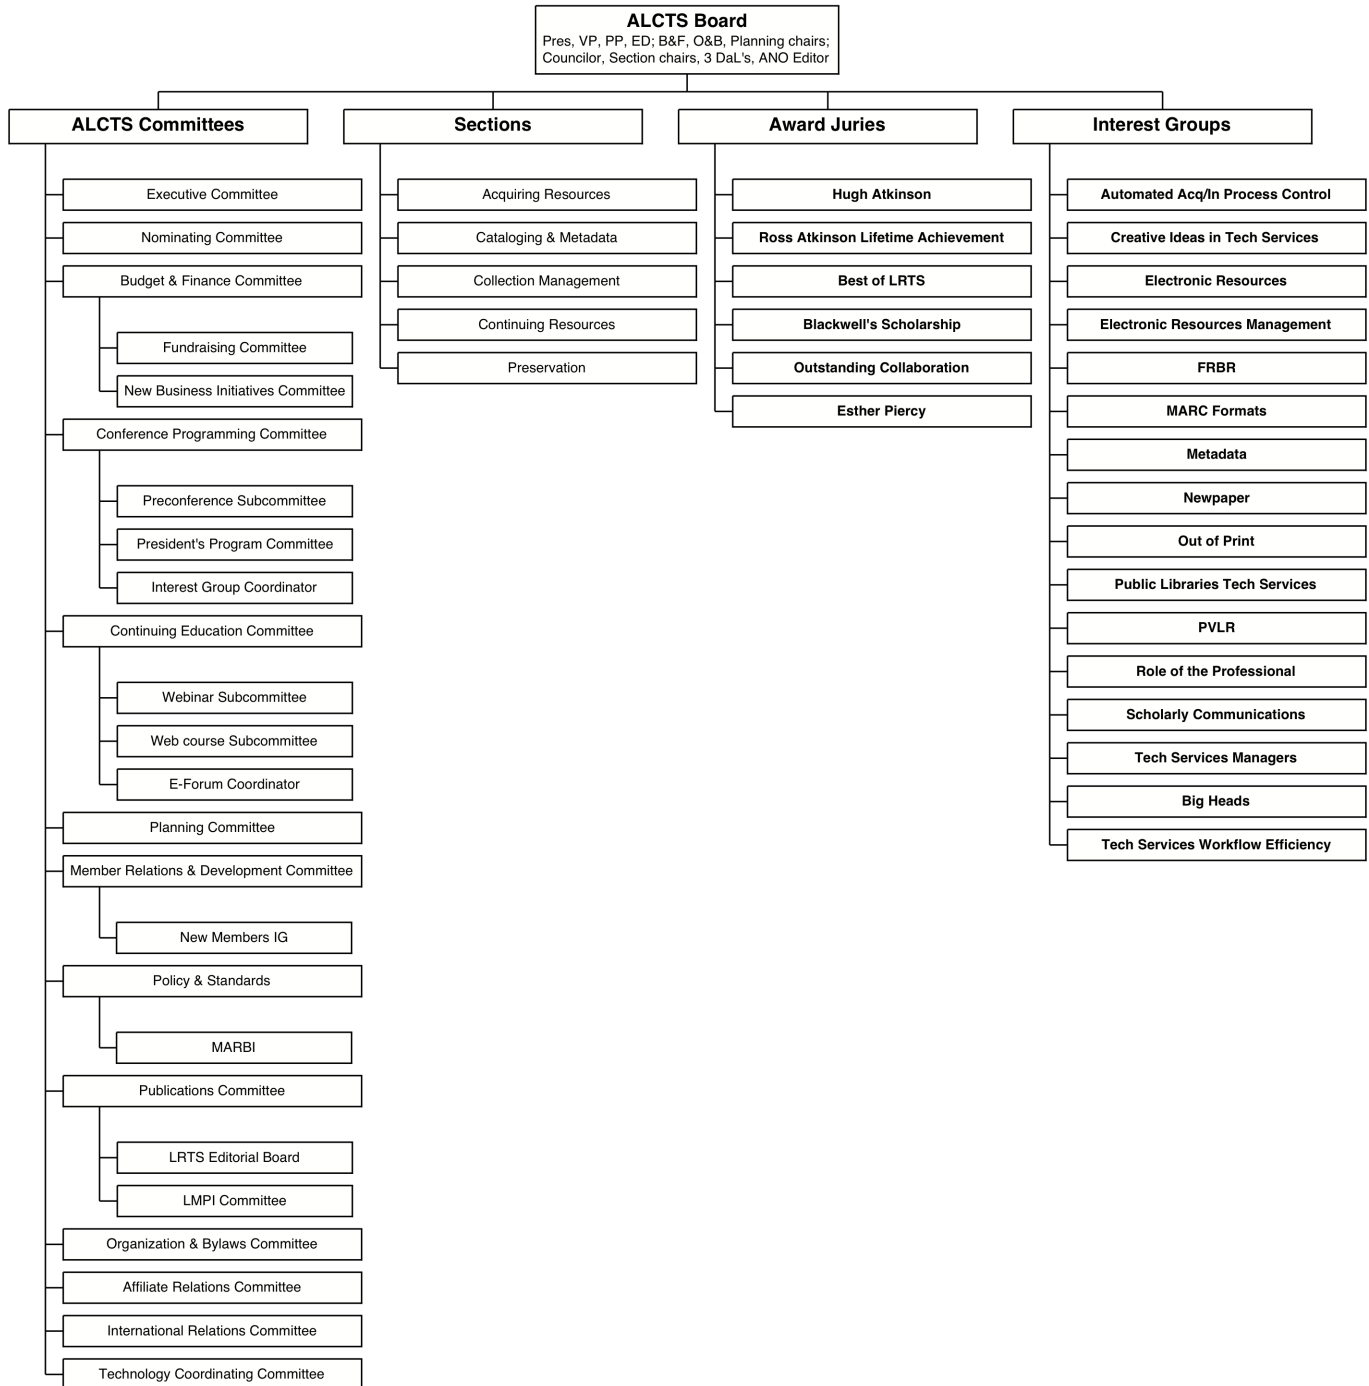 ALCTS Board
Pres, VP, PP, ED; B&F, O&B, Planning chairs;
Councilor, Section chairs, 3 DaL's, ANO Editor
ALCTS Committees
Executive Committee
Nominating Committee
Budget & Finance Committee
Fundraising Committee
New Business Initiatives Committee
Conference Programming Committee
Preconference Subcommittee
President's Program Committee
Interest Group Coordinator
Continuing Education Committee
Webinar Subcommittee
Web course Subcommittee
E-Forum Coordinator
Planning Committee
Member Relations & Development Committee
New Members IG
Policy & Standards
MARBI
Publications Committee
LRTS Editorial Board
LMPI Committee
Organization & Bylaws Committee
Affiliate Relations Committee
International Relations Committee
Technology Coordinating Committee
Sections
Acquiring Resources
Cataloging & Metadata
Collection Management
Continuing Resources
Preservation
Award Juries
Hugh Atkinson
Ross Atkinson Lifetime Achievement
Best of LRTS
Blackwell's Scholarship
Outstanding Collaboration
Esther Piercy
Interest Groups
Automated Acq/In Process Control
Creative Ideas in Tech Services
Electronic Resources
Electronic Resources Management
FRBR
MARC Formats
Metadata
Newpaper
Out of Print
Public Libraries Tech Services
PVLR
Role of the Professional
Scholarly Communications
Tech Services Managers
Big Heads
Tech Services Workflow Efficiency